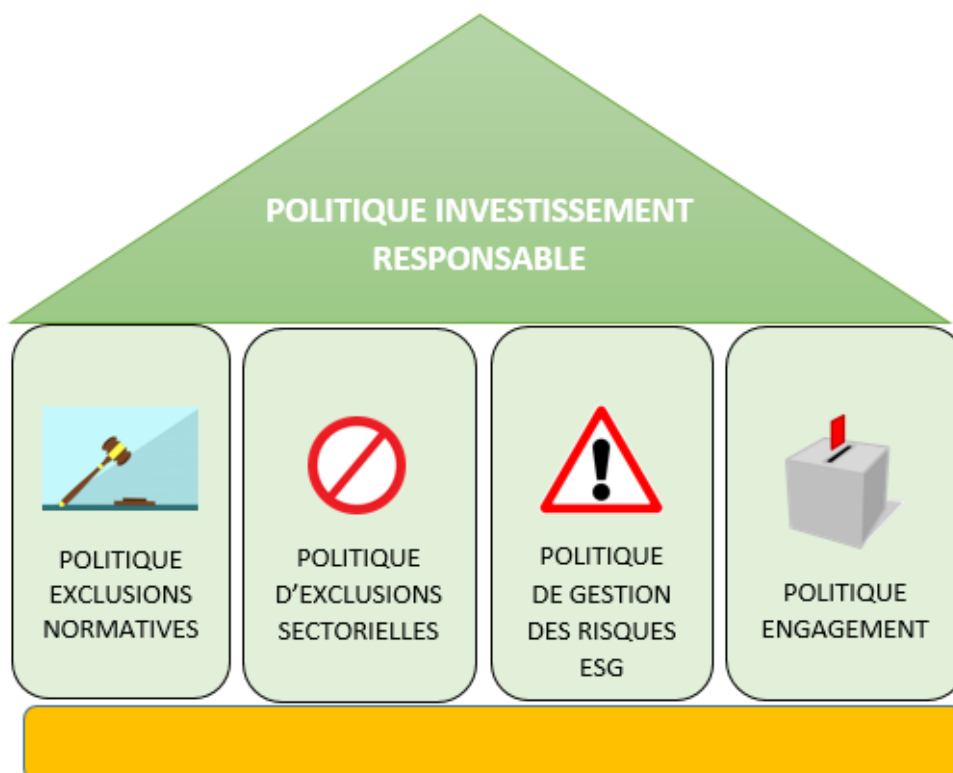 POLITIQUE INVESTISSEMENT
RESPONSABLE
POLITIQUE
EXCLUSIONS
NORMATIVES
POLITIQUE
D’EXCLUSIONS
SECTORIELLES
POLITIQUE
DE GESTION
DES RISQUES
ESG
POLITIQUE
ENGAGEMENT